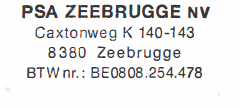 PSA ZEEBRUGGE NV
Caxtonweg K 140-143
8380 Zeebrugge
BTW nr.: BE0808.254.478